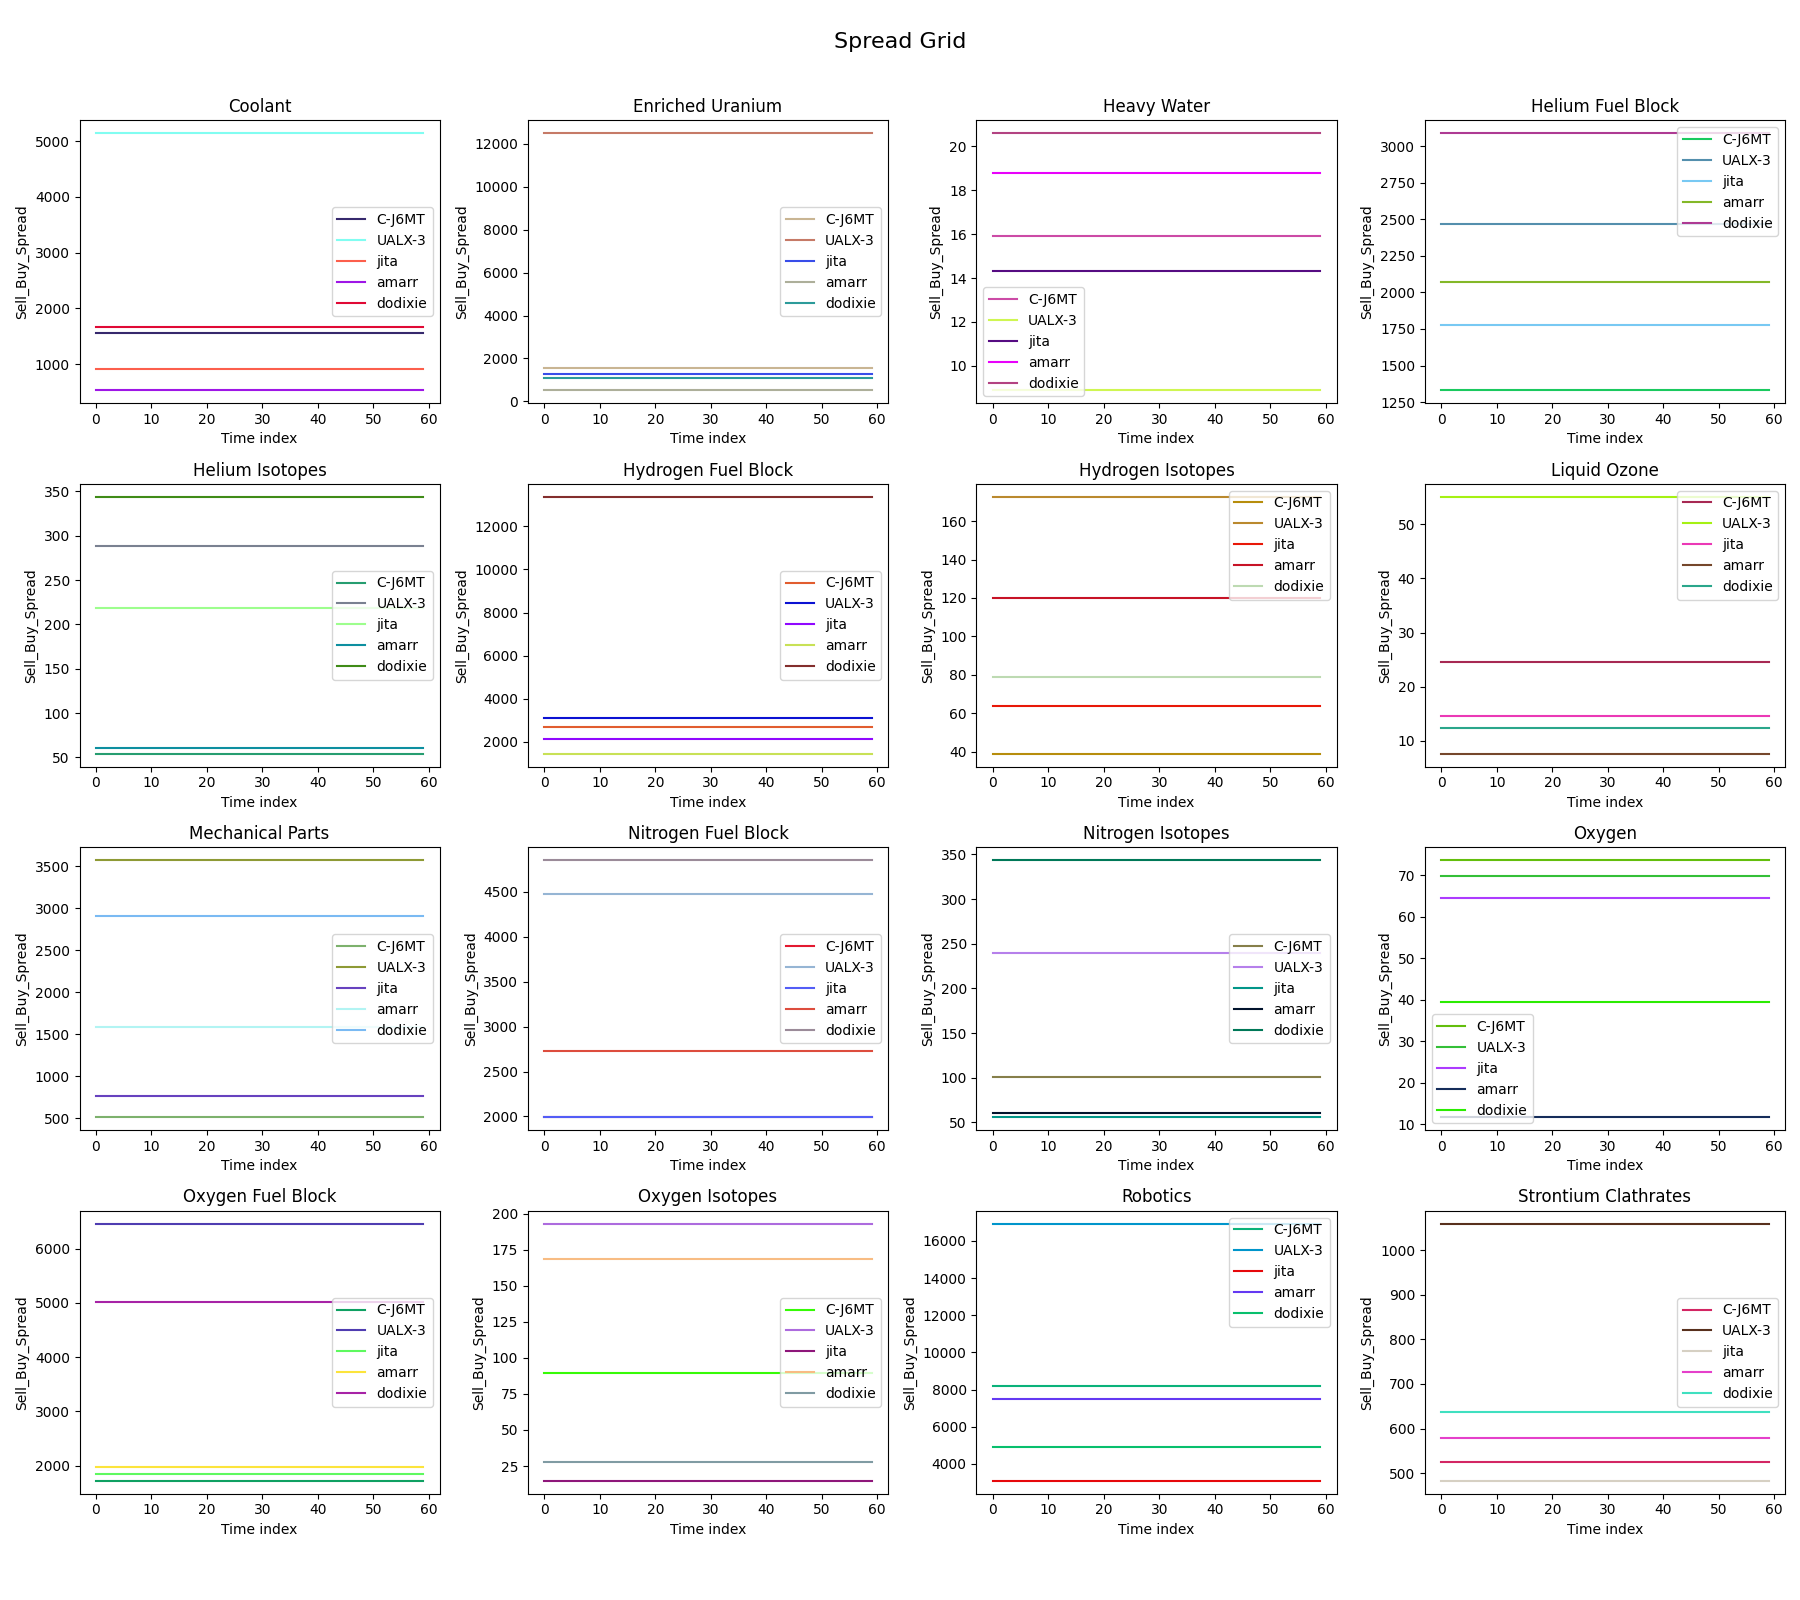 Spread Grid
Coolant
Sell_Buy_Spread
5000
4000
3000
2000
1000
C-J6MT
UALX-3
jita
amarr
dodixie
0 10 20 30 40 50 60
Time index
Enriched Uranium
Sell_Buy_Spread
12000
10000
8000
6000
4000
2000
0
C-J6MT
UALX-3
jita
amarr
dodixie
0 10 20 30 40 50 60
Time index
Heavy Water
Sell_Buy_Spread
20
18
16
14
12
10
C-J6MT
UALX-3
jita
amarr
dodixie
0 10 20 30 40 50 60
Time index
Helium Fuel Block
Sell_Buy_Spread
3000
2750
2500
2250
2000
1750
1500
1250
C-J6MT
UALX-3
jita
amarr
dodixie
0 10 20 30 40 50 60
Time index
Helium Isotopes
Sell_Buy_Spread
350
300
250
200
150
100
50
C-J6MT
UALX-3
jita
amarr
dodixie
0 10 20 30 40 50 60
Time index
Hydrogen Fuel Block
Sell_Buy_Spread
12000
10000
8000
6000
4000
2000
C-J6MT
UALX-3
jita
amarr
dodixie
0 10 20 30 40 50 60
Time index
Hydrogen Isotopes
Sell_Buy_Spread
160
140
120
100
80
60
40
C-J6MT
UALX-3
jita
amarr
dodixie
0 10 20 30 40 50 60
Time index
Liquid Ozone
Sell_Buy_Spread
50
40
30
20
10
C-J6MT
UALX-3
jita
amarr
dodixie
0 10 20 30 40 50 60
Time index
Mechanical Parts
Sell_Buy_Spread
3500
3000
2500
2000
1500
1000
500
C-J6MT
UALX-3
jita
amarr
dodixie
0 10 20 30 40 50 60
Time index
Nitrogen Fuel Block
Sell_Buy_Spread
4500
4000
3500
3000
2500
2000
C-J6MT
UALX-3
jita
amarr
dodixie
0 10 20 30 40 50 60
Time index
Nitrogen Isotopes
Sell_Buy_Spread
350
300
250
200
150
100
50
C-J6MT
UALX-3
jita
amarr
dodixie
0 10 20 30 40 50 60
Time index
Oxygen
Sell_Buy_Spread
70
60
50
40
30
20
10
C-J6MT
UALX-3
jita
amarr
dodixie
0 10 20 30 40 50 60
Time index
Oxygen Fuel Block
Sell_Buy_Spread
6000
5000
4000
3000
2000
C-J6MT
UALX-3
jita
amarr
dodixie
0 10 20 30 40 50 60
Time index
Oxygen Isotopes
Sell_Buy_Spread
200
175
150
125
100
75
50
25
C-J6MT
UALX-3
jita
amarr
dodixie
0 10 20 30 40 50 60
Time index
Robotics
Sell_Buy_Spread
16000
14000
12000
10000
8000
6000
4000
C-J6MT
UALX-3
jita
amarr
dodixie
0 10 20 30 40 50 60
Time index
Strontium Clathrates
Sell_Buy_Spread
1000
900
800
700
600
500
C-J6MT
UALX-3
jita
amarr
dodixie
0 10 20 30 40 50 60
Time index